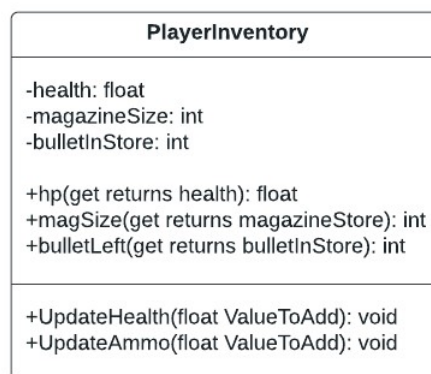 PlayerInventory
-health: float
-magazineSize: int
-bulletInStore: int
+hp(get returns health): float
+magSize(get returns magazineStore): int
+bulletLeft(get returns bulletInStore): int
+UpdateHealth(float ValueToAdd): void
+UpdateAmmo(float ValueToAdd): void